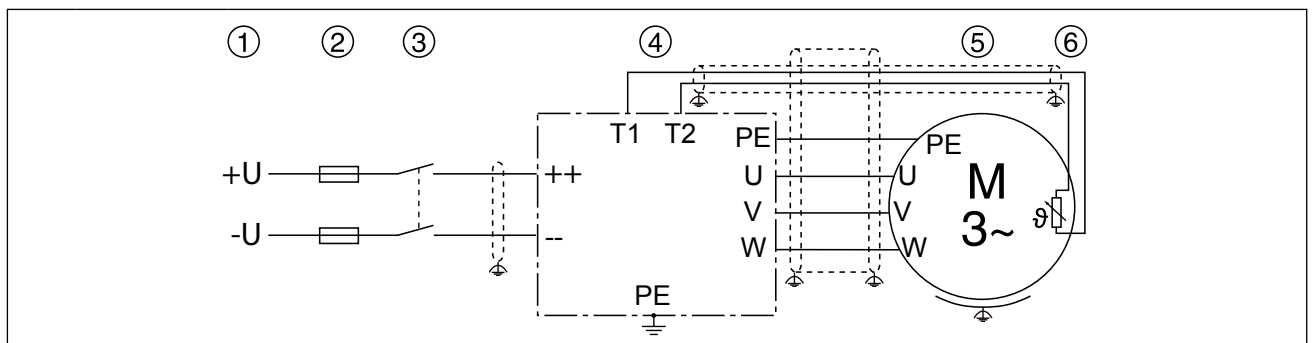 ① ② ③ ④ ⑤ ⑥
T1 T2
PE PE
+U ++ U U M
V V 3~
-U -- W W
ϑ
PE